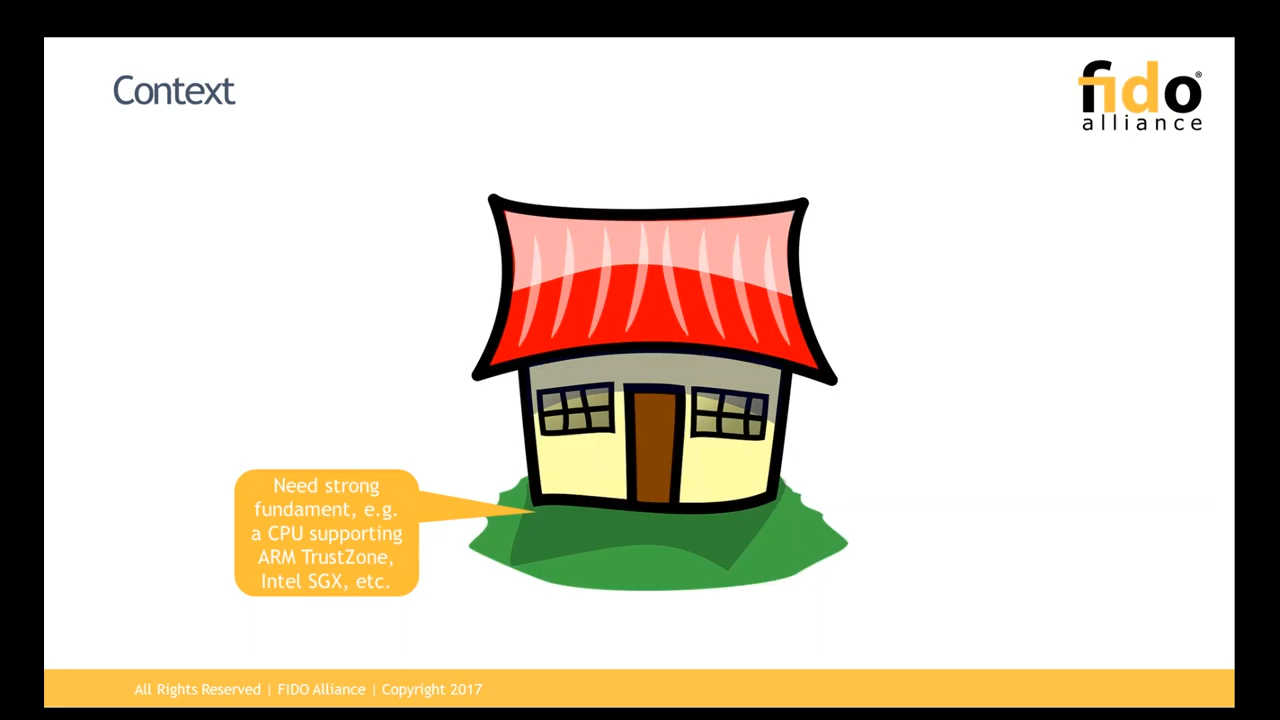 Context
fido®
alliance
Need strong
fundament, e.g.
a CPU supporting
ARM TrustZone,
Intel SGX, etc.
All Rights Reserved | FIDO Alliance | Copyright 2017